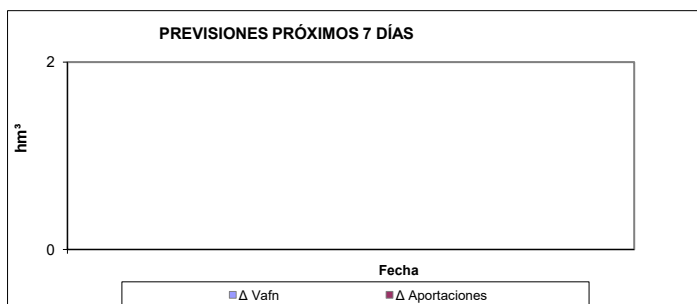 PREVISIONES PRÓXIMOS 7 DÍAS
2
hm³
0
Fecha
Δ Vafn Δ Aportaciones